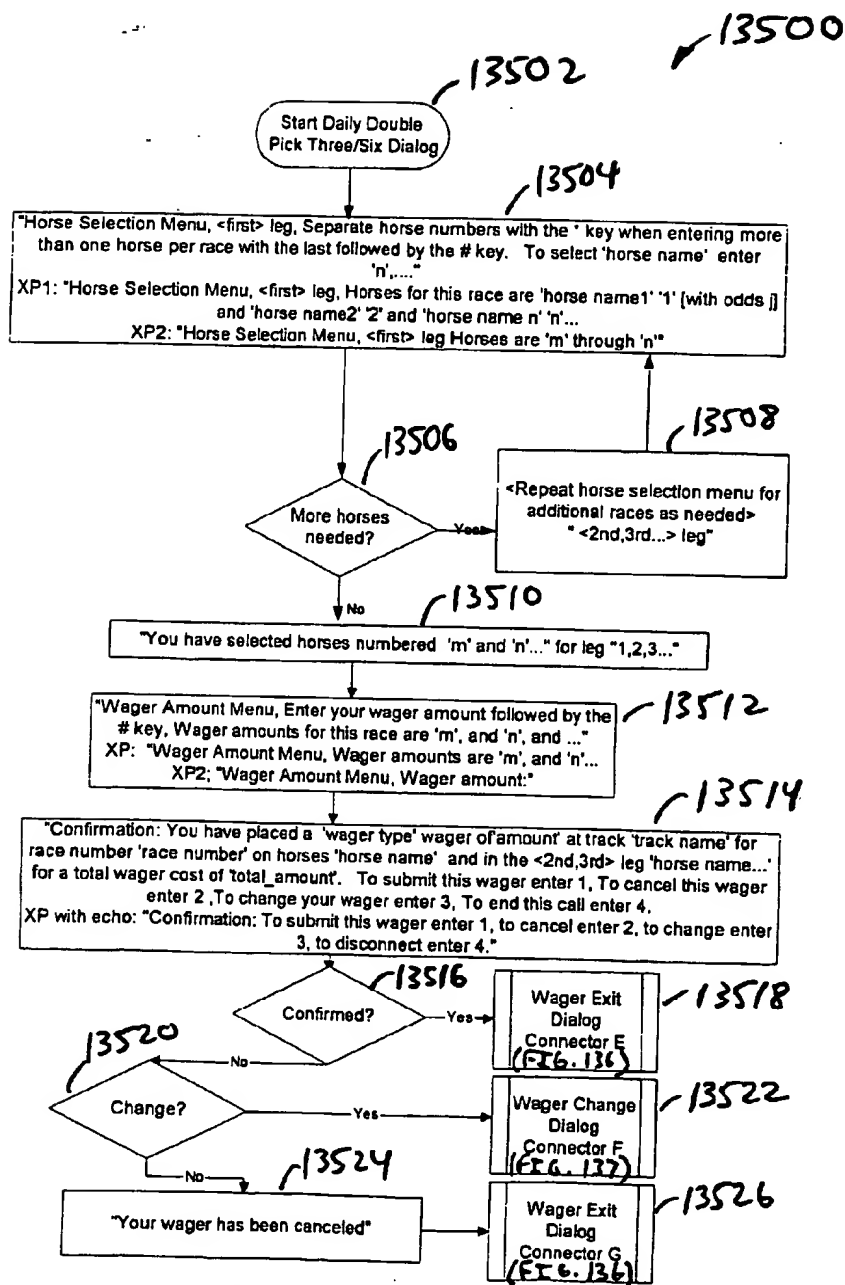 13500
13502
Start Daily Double
Pick Three/Six Dialog
13504
"Horse Selection Menu, <first> leg, Separate horse numbers with the * key when entering more
than one horse per race with the last followed by the # key. To select 'horse name' enter
'n',...."
XP1: "Horse Selection Menu, <first> leg, Horses for this race are 'horse name1' '1' [with odds j]
and 'horse name2' '2' and 'horse name n' 'n'...
XP2: "Horse Selection Menu, <first> leg Horses are 'm' through 'n'"
13506
13508
More horses
needed?
Yes
<Repeat horse selection menu for
additional races as needed>
" <2nd,3rd...> leg"
No
13510
"You have selected horses numbered 'm' and 'n'..." for leg "1,2,3..."
13512
"Wager Amount Menu, Enter your wager amount followed by the
# key, Wager amounts for this race are 'm', and 'n', and ..."
XP: "Wager Amount Menu, Wager amounts are 'm', and 'n'...
XP2; "Wager Amount Menu, Wager amount:"
13514
"Confirmation: You have placed a 'wager type' wager of'amount' at track 'track name' for
race number 'race number' on horses 'horse name' and in the <2nd,3rd> leg 'horse name...'
for a total wager cost of 'total_amount'. To submit this wager enter 1, To cancel this wager
enter 2 ,To change your wager enter 3, To end this call enter 4,
XP with echo: "Confirmation: To submit this wager enter 1, to cancel enter 2, to change enter
3, to disconnect enter 4."
13516
Confirmed?
Yes
Wager Exit
Dialog
Connector E
(FIG. 136)
13518
No
13520
Change?
Yes
Wager Change
Dialog
Connector F
(FIG. 137)
13522
No
13524
"Your wager has been canceled"
Wager Exit
Dialog
Connector G
(FIG. 136)
13526